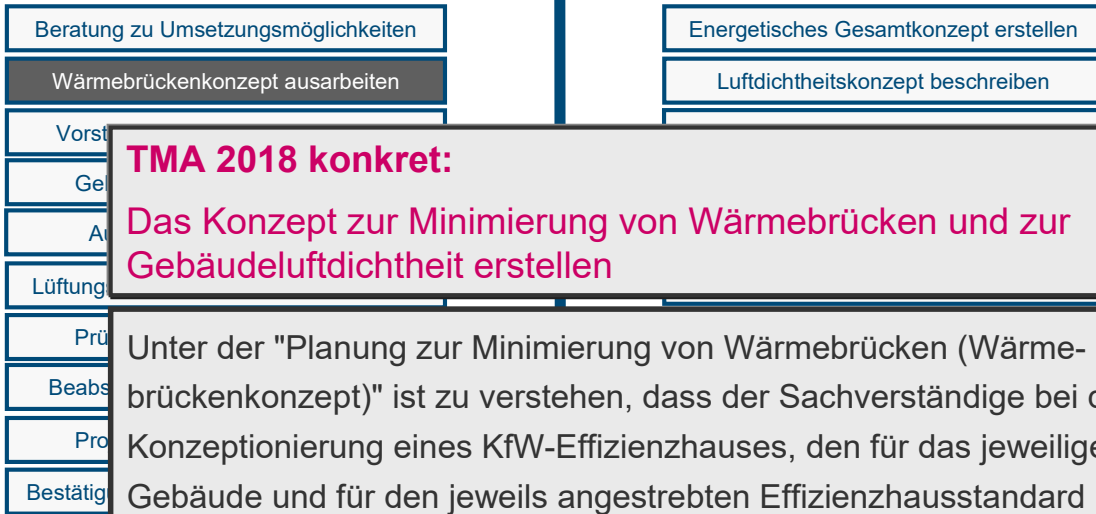 Beratung zu Umsetzungsmöglichkeiten
Energetisches Gesamtkonzept erstellen
Wärmebrückenkonzept ausarbeiten
Luftdichtheitskonzept beschreiben
TMA 2018 konkret:
Das Konzept zur Minimierung von Wärmebrücken und zur
Gebäudeluftdichtheit erstellen
Unter der "Planung zur Minimierung von Wärmebrücken (Wärme-
brückenkonzept)" ist zu verstehen, dass der Sachverständige bei
Konzeptionierung eines KfW-Effizienzhauses, den für das jeweilige
Gebäude und für den jeweils angestrebten Effizienzhausstandard